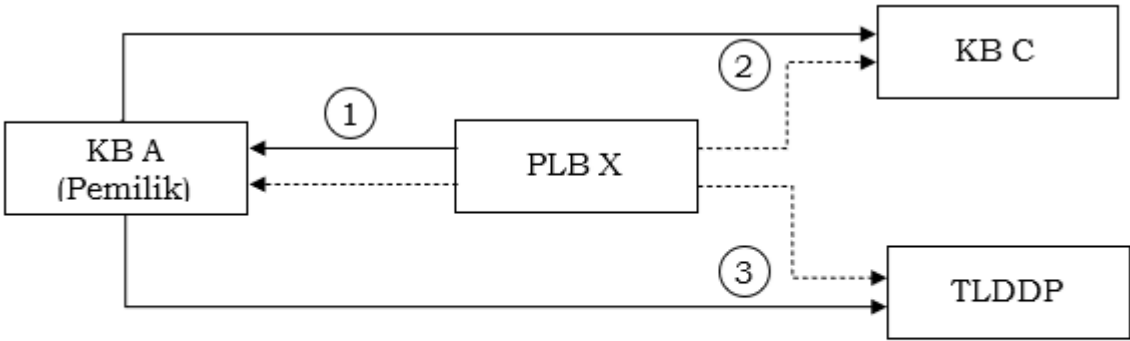 KB C
2
1
KB A
(Pemilik)
PLB X
3
TLDDP